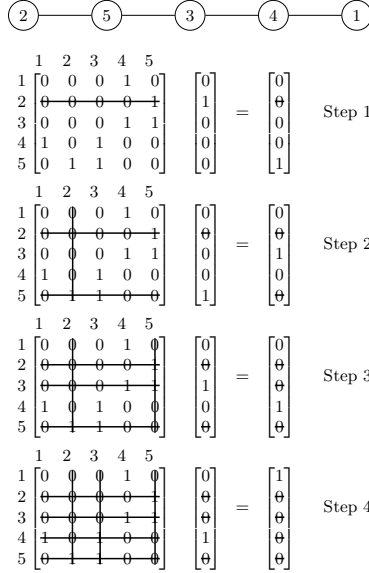 2 5 3 4 1
1 2 3 4 5
1 0 0 0 1 0 0 0
2 0 0 0 0 1 1 0
3 0 0 0 1 1 0 = 0 Step 1
4 1 0 1 0 0 0 0
5 0 1 1 0 0 0 1
1 2 3 4 5
1 0 0 0 1 0 0 0
2 0 0 0 0 1 0 0
3 0 0 0 1 1 0 = 1 Step 2
4 1 0 1 0 0 0 0
5 0 1 1 0 0 1 0
1 2 3 4 5
1 0 0 0 1 0 0 0
2 0 0 0 0 1 0 0
3 0 0 0 1 1 1 = 0 Step 3
4 1 0 1 0 0 0 1
5 0 1 1 0 0 0 0
1 2 3 4 5
1 0 0 0 1 0 0 1
2 0 0 0 0 1 0 0
3 0 0 0 1 1 0 = 0 Step 4
4 1 0 1 0 0 1 0
5 0 1 1 0 0 0 0